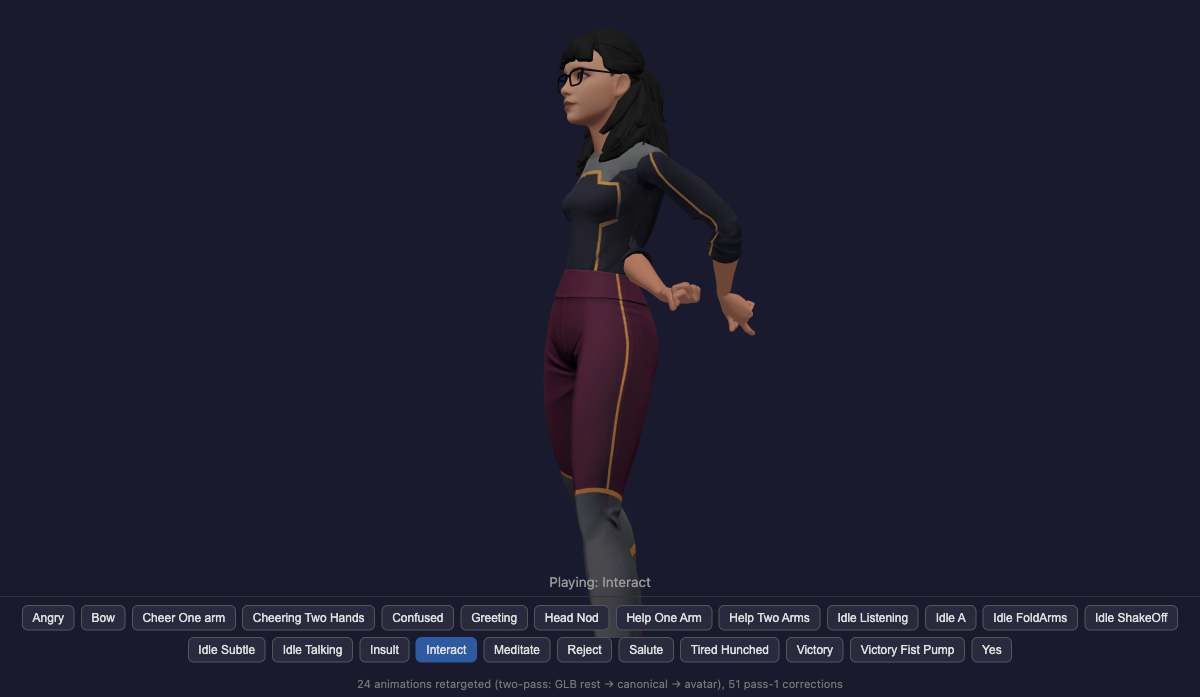 Playing: Interact
Angry Bow Cheer One arm Cheering Two Hands Confused Greeting Head Nod Help One Arm Help Two Arms Idle Listening Idle A Idle FoldArms Idle ShakeOff
Idle Subtle Idle Talking Insult Interact Meditate Reject Salute Tired Hunched Victory Victory Fist Pump Yes
24 animations retargeted (two-pass: GLB rest → canonical → avatar), 51 pass-1 corrections